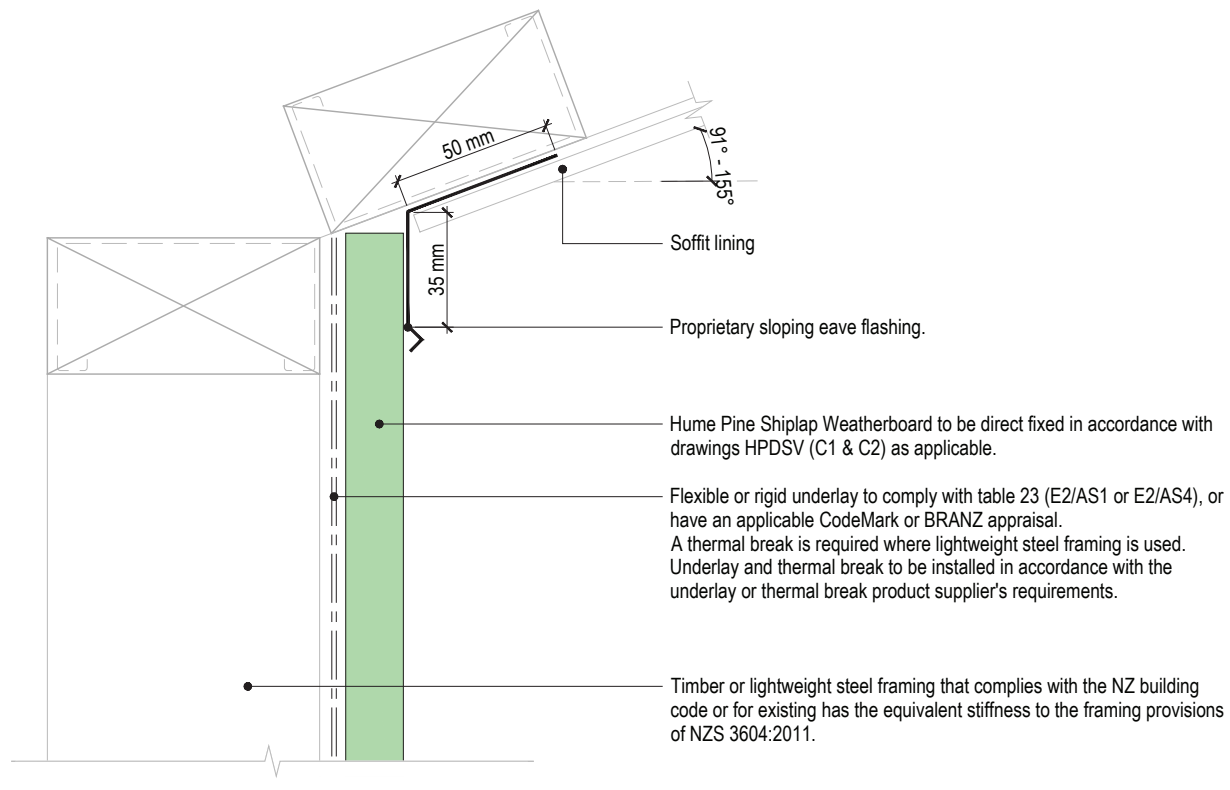 50 mm
91° - 155°
35 mm
Soffit lining
Proprietary sloping eave flashing.
Hume Pine Shiplap Weatherboard to be direct fixed in accordance with
drawings HPDSV (C1 & C2) as applicable.
Flexible or rigid underlay to comply with table 23 (E2/AS1 or E2/AS4), or
have an applicable CodeMark or BRANZ appraisal.
A thermal break is required where lightweight steel framing is used.
Underlay and thermal break to be installed in accordance with the
underlay or thermal break product supplier's requirements.
Timber or lightweight steel framing that complies with the NZ building
code or for existing has the equivalent stiffness to the framing provisions
of NZS 3604:2011.